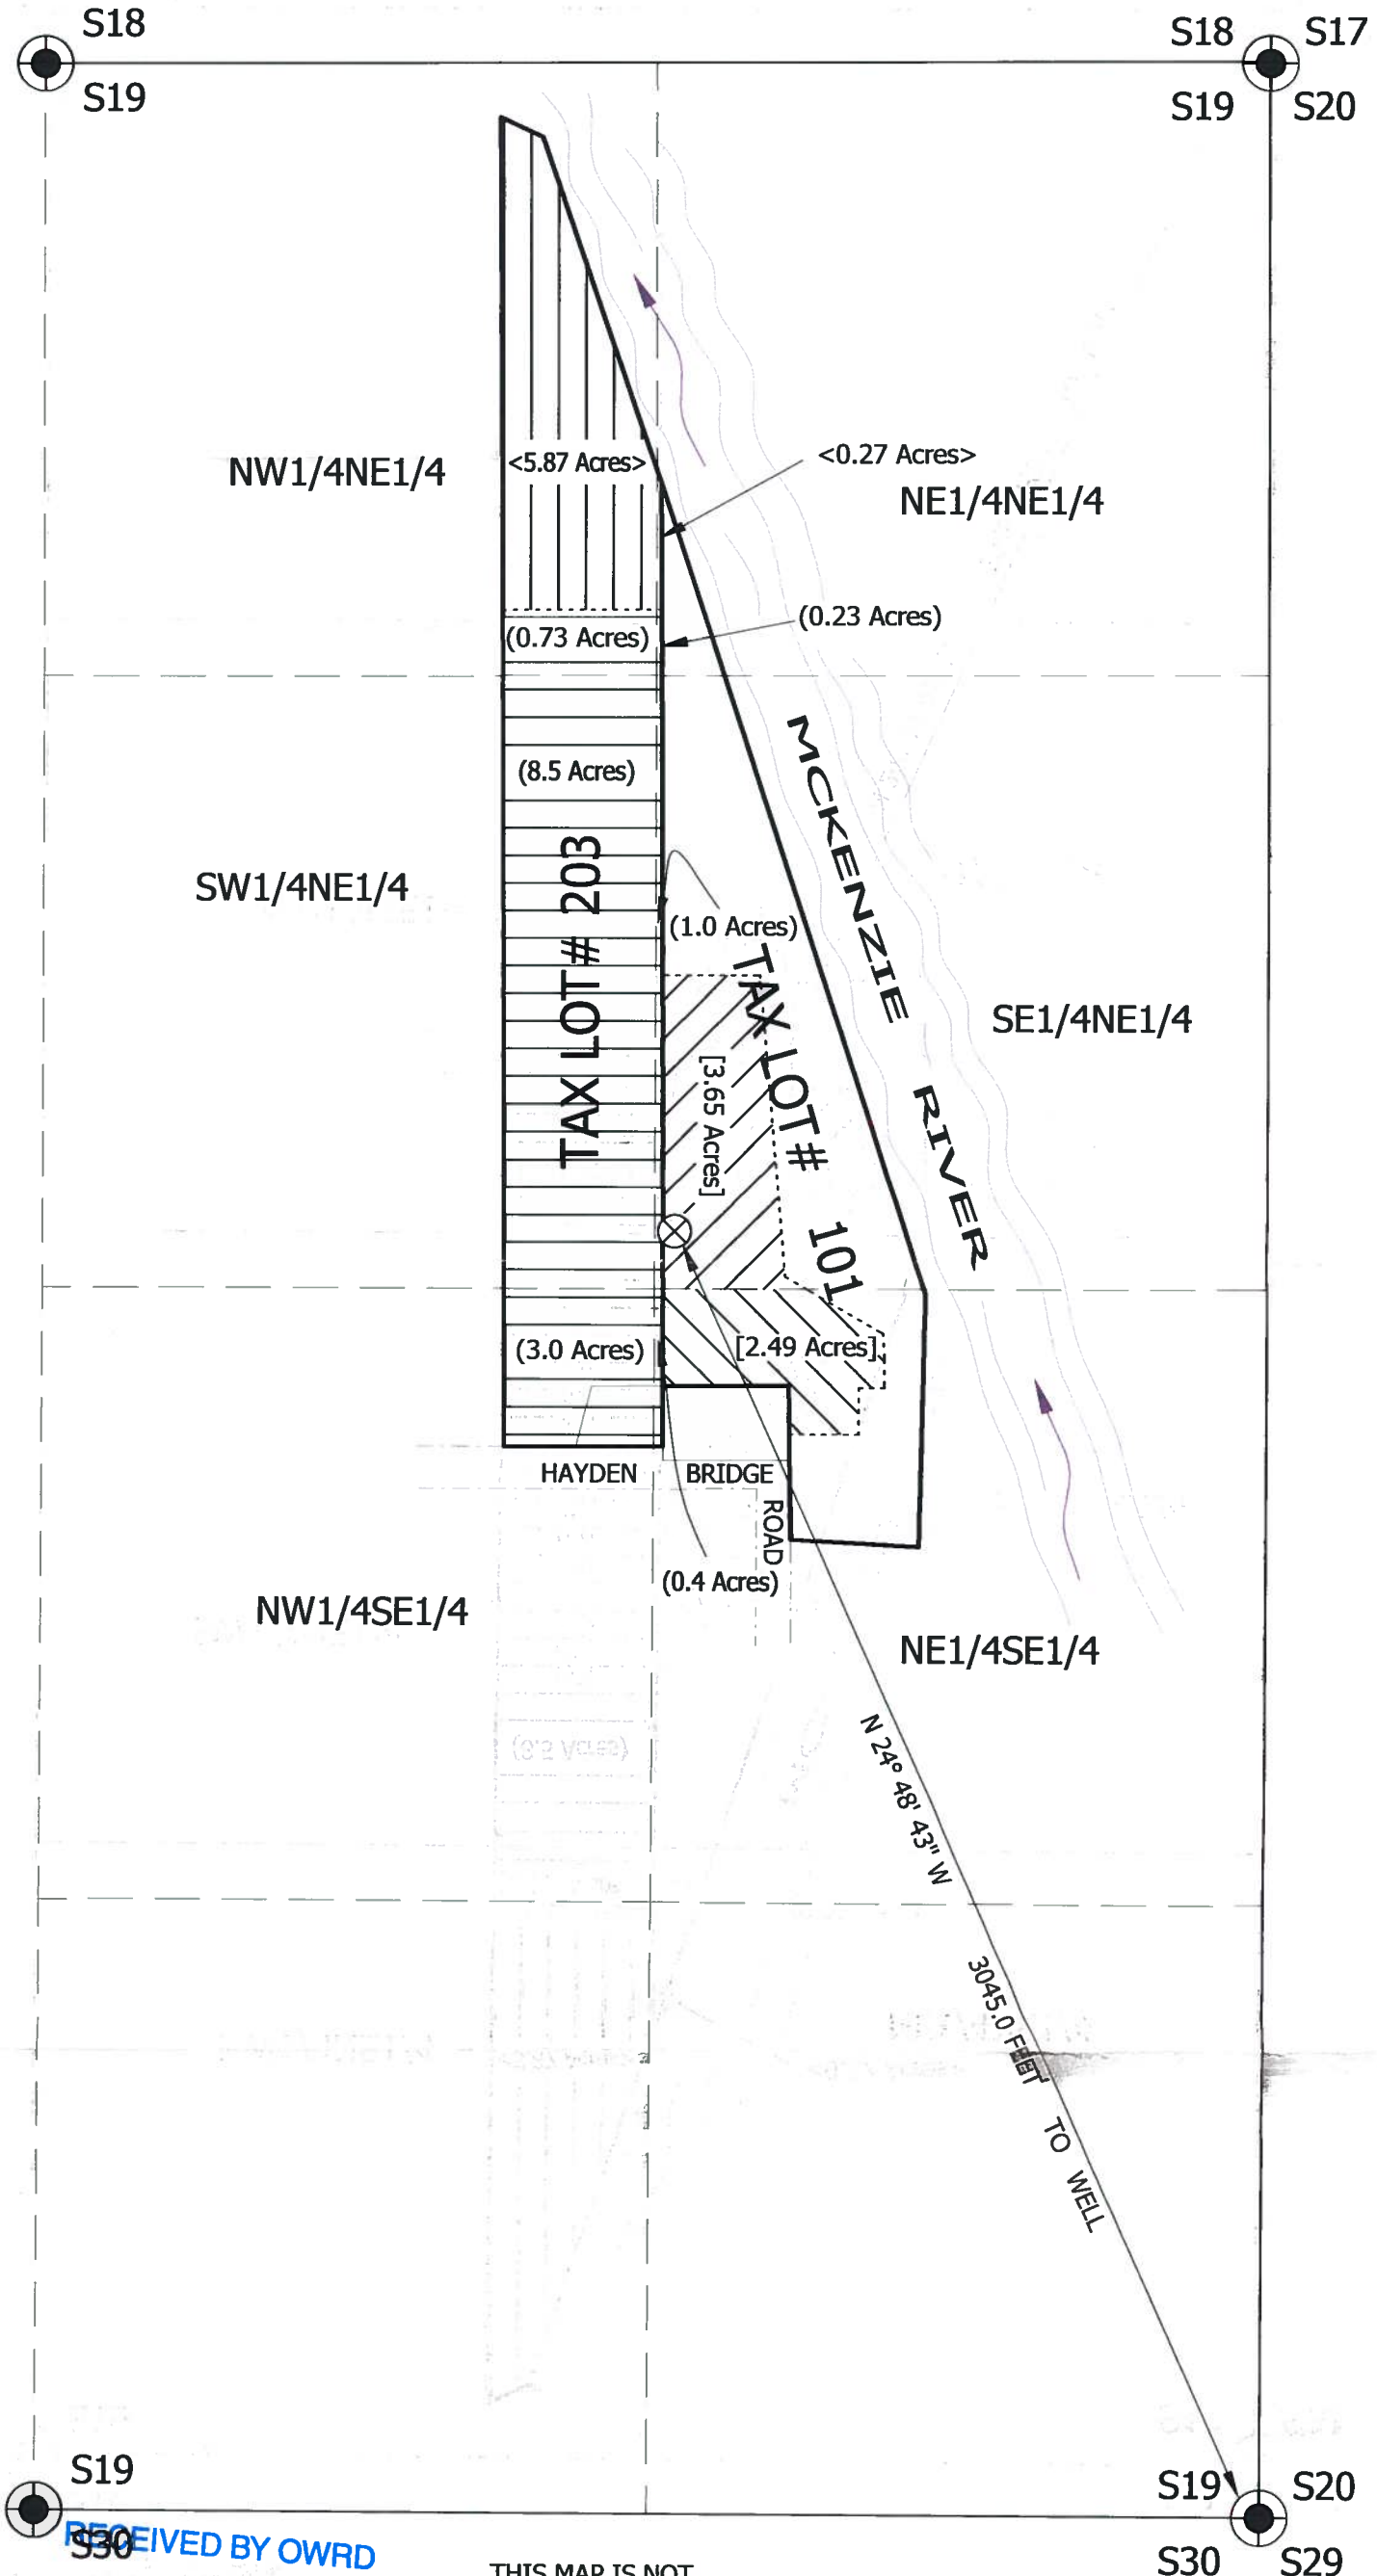 S18
S18 S17
S19
S19 S20
NW1/4NE1/4
<5.87 Acres>
<0.27 Acres>
NE1/4NE1/4
(0.73 Acres)
(0.23 Acres)
(8.5 Acres)
MCKENZIE RIVER
TAX LOT# 203
SW1/4NE1/4
(1.0 Acres)
TAX LOT# 101
SE1/4NE1/4
[3.65 Acres]
(3.0 Acres)
[2.49 Acres]
HAYDEN BRIDGE ROAD
(0.4 Acres)
NW1/4SE1/4
NE1/4SE1/4
N 24° 48' 43" W 3045.0 FEET TO WELL
S19
S19 S20
S30
S30 S29
RECEIVED BY OWRD
THIS MAP IS NOT